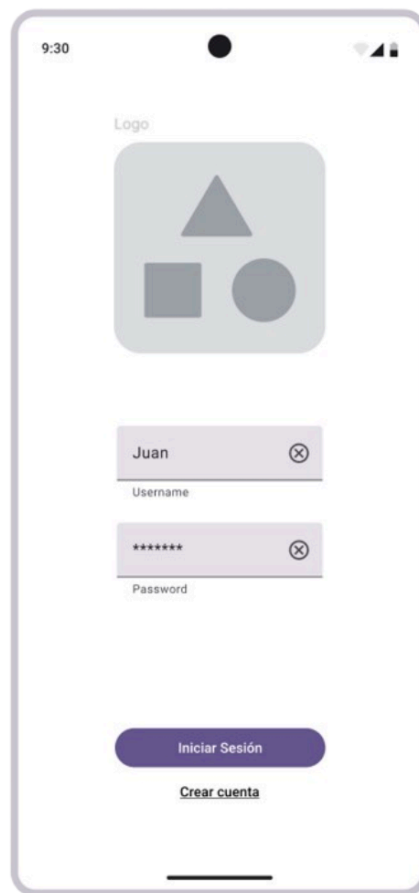 9:30
Logo
Juan
Username
*******
Password
Iniciar Sesión
Crear cuenta